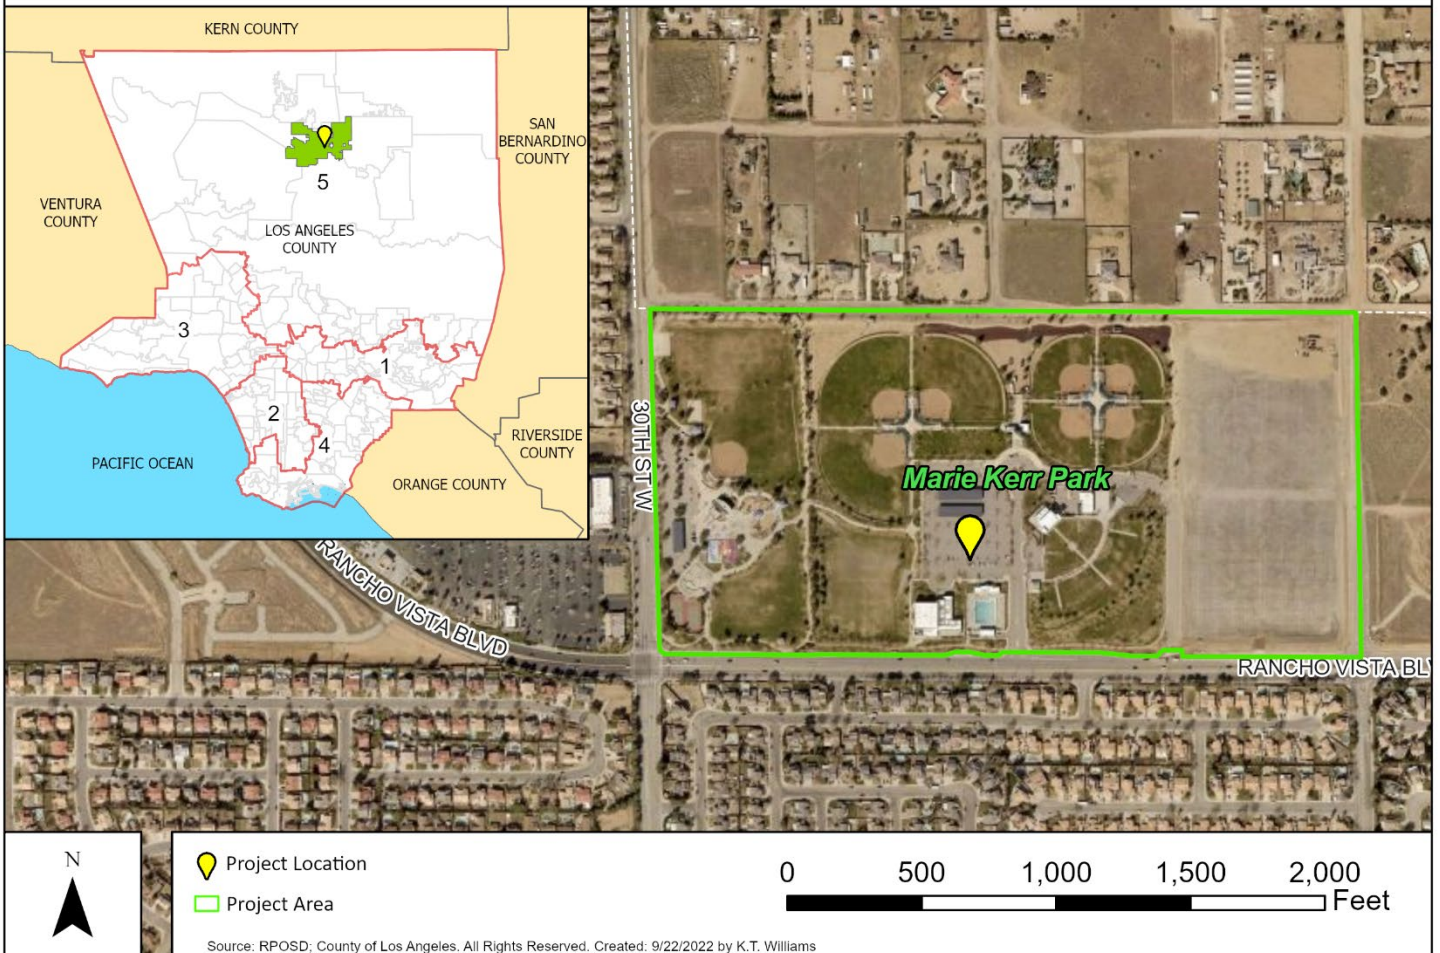 KERN COUNTY
SAN
BERNARDINO
COUNTY
VENTURA
COUNTY
5
LOS ANGELES
COUNTY
3
1
2
4
RIVERSIDE
COUNTY
PACIFIC OCEAN
ORANGE COUNTY
30TH ST W
Marie Kerr Park
RANCHO VISTA BLVD
RANCHO VISTA BL
N
Project Location
Project Area
0 500 1,000 1,500 2,000
Feet
Source: RPOSD; County of Los Angeles. All Rights Reserved. Created: 9/22/2022 by K.T. Williams